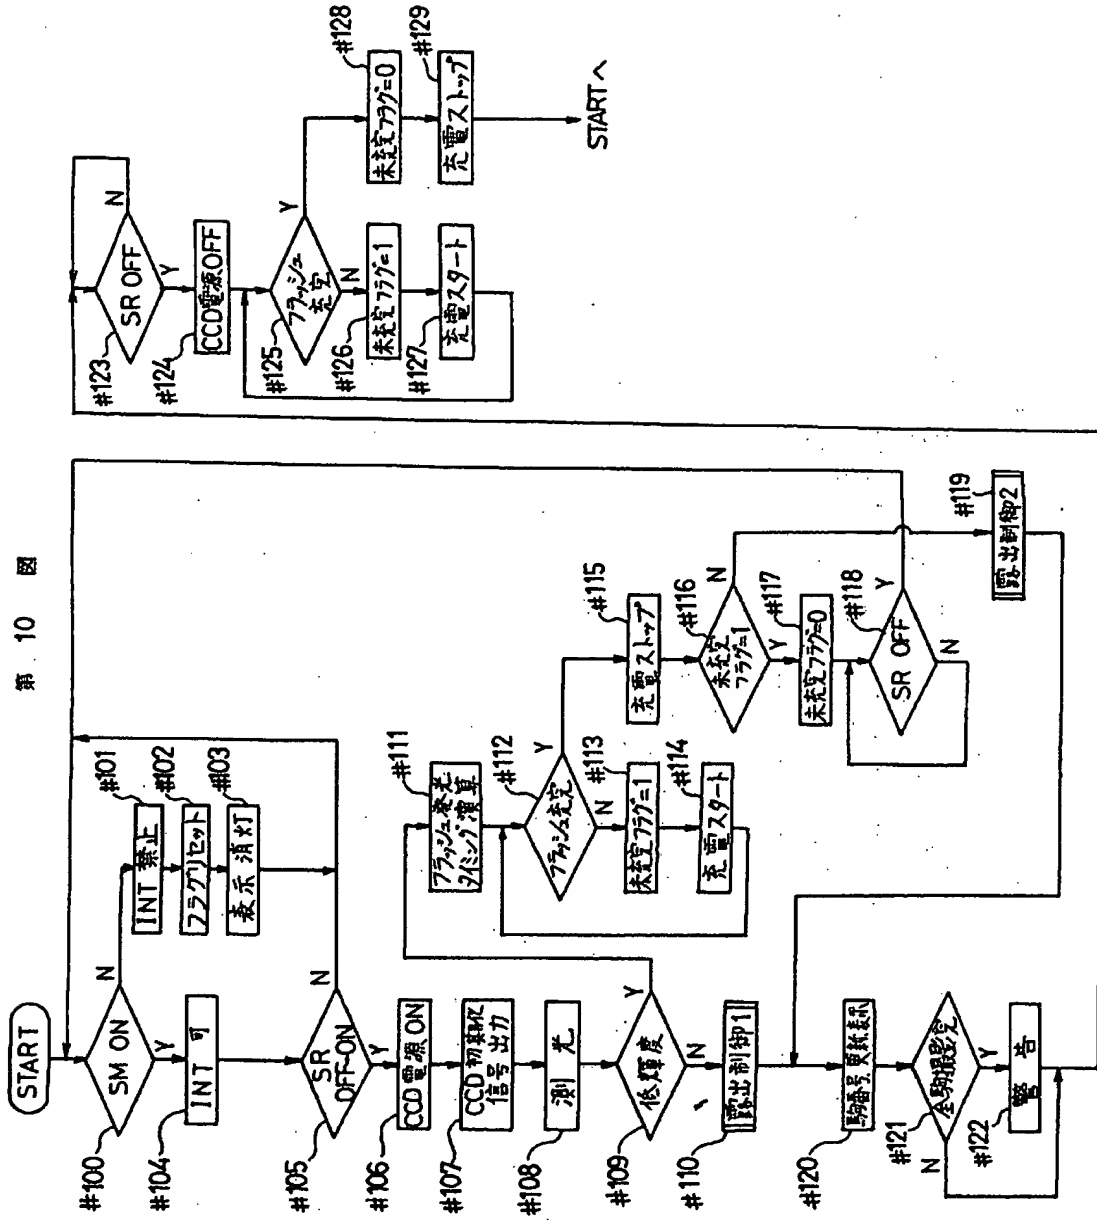 第 10 図
START
#100
SM ON
N
Y
#101
INT 禁止
#102
フラグリセット
#103
表示 消灯
#104
INT 可
#105
SR
OFF→ON
N
Y
#106
CCD電源 ON
#107
CCD初期化
信号 出力
#108
測 光
#109
低輝度
Y
N
#110
露出制御1
#111
フラッシュ発光
タイミング演算
#112
フラッシュ充完
Y
N
#113
未充完フラグ=1
#114
充電スタート
#115
充電ストップ
#116
未充完
フラグ=1
N
Y
#117
未充完フラグ=0
#118
SR OFF
Y
N
#119
露出制御2
#120
駒番号,更新表示
#121
全駒撮影完
N
Y
#122
警告
#123
SR OFF
N
Y
#124
CCD電源OFF
#125
フラッシュ
充完
Y
N
#126
未充完フラグ=1
#127
充電スタート
#128
未充完フラグ=0
#129
充電ストップ
STARTへ